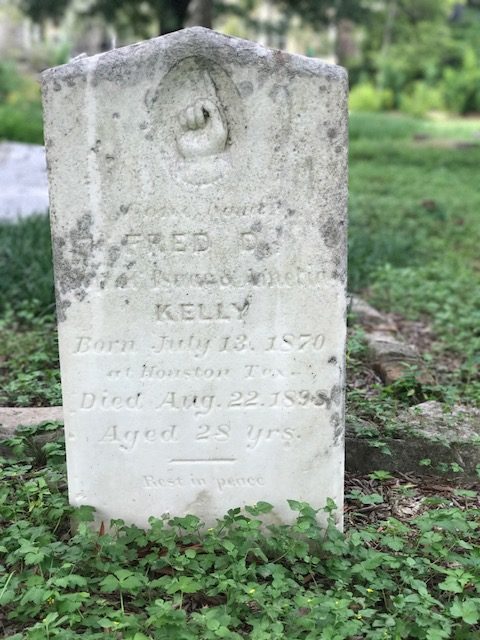 FRED D.
KELLY
Born July 13. 1870
at Houston Tex.
Died Aug. 22. 1898
Aged 28 yrs.
Rest in peace